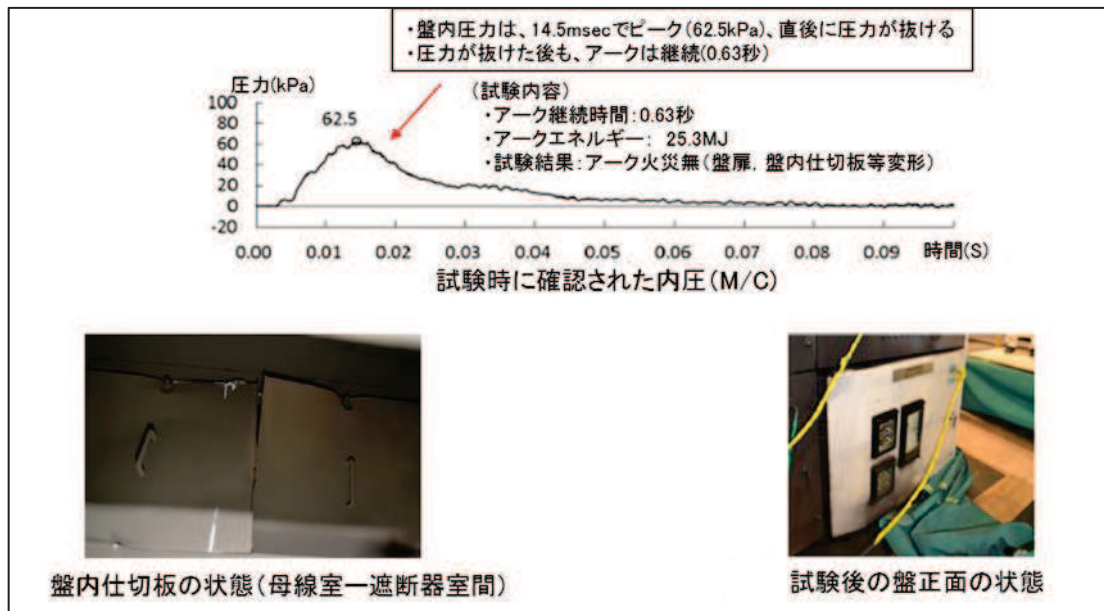 ・盤内圧力は、14.5msecでピーク(62.5kPa)、直後に圧力が抜ける
・圧力が抜けた後も、アークは継続(0.63秒)
圧力(kPa)
100
80
60
40
20
0
-20
62.5
(試験内容)
・アーク継続時間:0.63秒
・アークエネルギー: 25.3MJ
・試験結果:アーク火災無(盤扉, 盤内仕切板等変形)
0.00 0.01 0.02 0.03 0.04 0.05 0.06 0.07 0.08 0.09 時間(S)
試験時に確認された内圧(M/C)
盤内仕切板の状態(母線室ー遮断器室間)
試験後の盤正面の状態